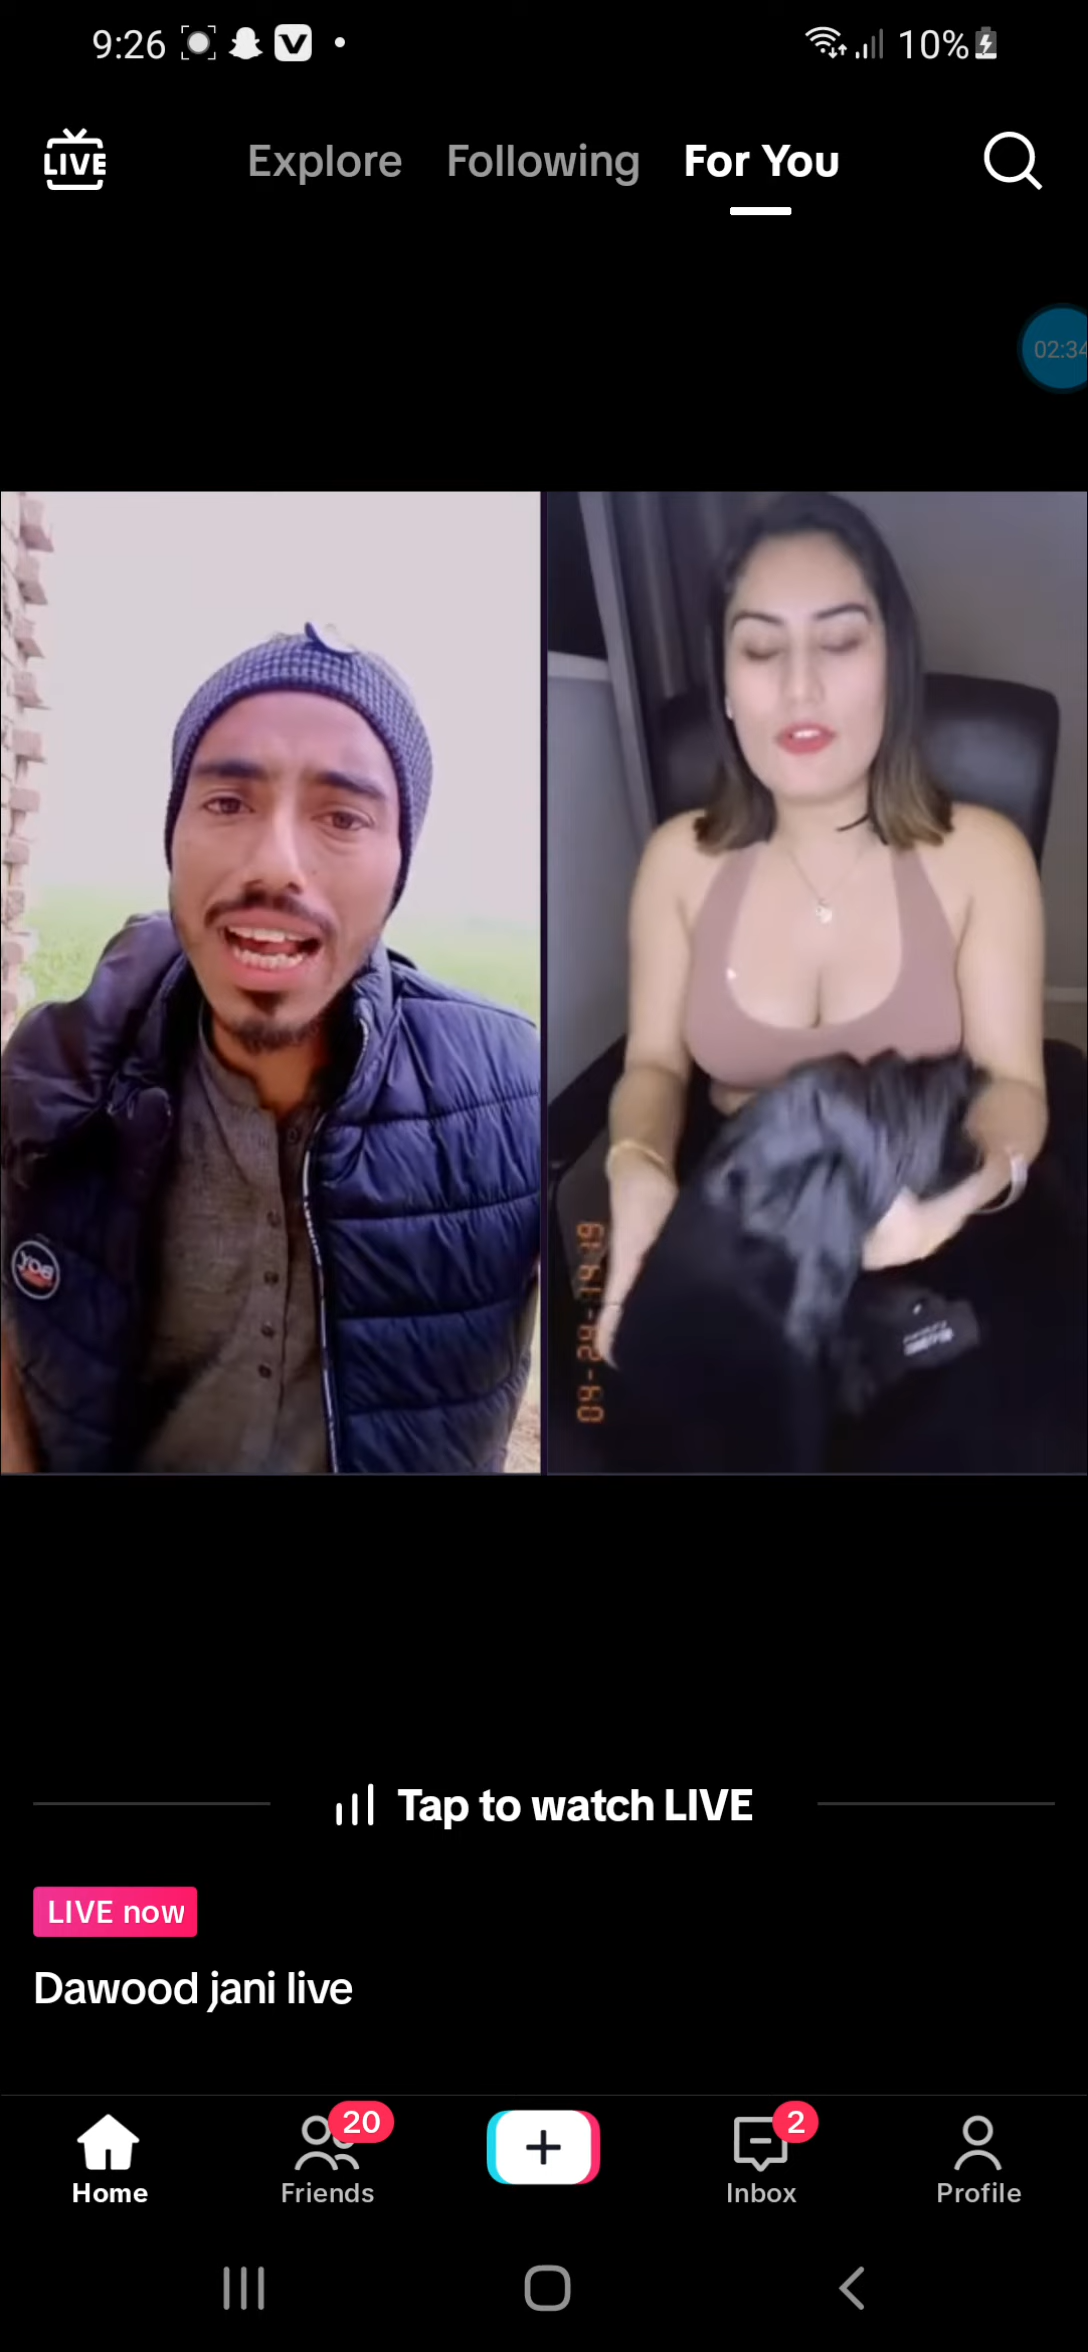 9:26
10%
LIVE
Explore Following For You
02:34
Tap to watch LIVE
LIVE now
Dawood jani live
20
2
Home Friends Inbox Profile